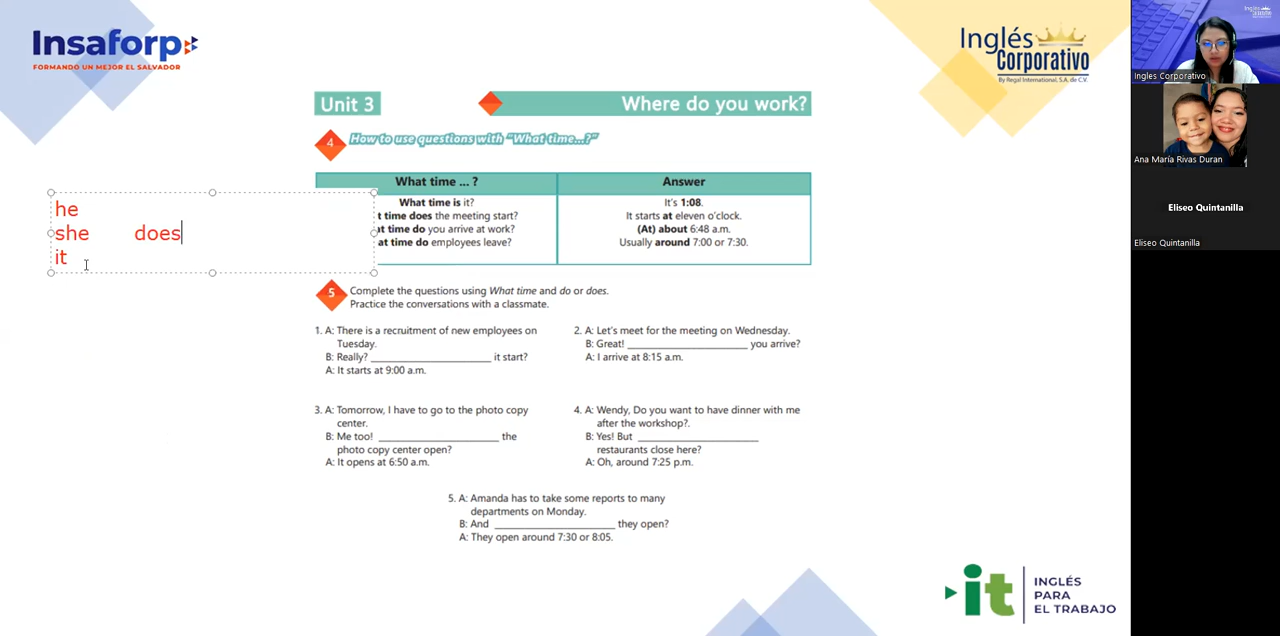 Insaforp
FORMANDO UN MEJOR EL SALVADOR
Inglés
Corporativo
By Regal International, S.A. de C.V.
Unit 3
Where do you work?
4
How to use questions with "What time...?"
What time ... ?
Answer
What time is it?
t time does the meeting start?
at time do you arrive at work?
at time do employees leave?
It's 1:08.
It starts at eleven o'clock.
(At) about 6:48 a.m.
Usually around 7:00 or 7:30.
he
she does
it
5
Complete the questions using What time and do or does.
Practice the conversations with a classmate.
1. A: There is a recruitment of new employees on
Tuesday.
B: Really? ____________________ it start?
A: It starts at 9:00 a.m.
2. A: Let's meet for the meeting on Wednesday.
B: Great! ____________________ you arrive?
A: I arrive at 8:15 a.m.
3. A: Tomorrow, I have to go to the photo copy
center.
B: Me too! ____________________ the
photo copy center open?
A: It opens at 6:50 a.m.
4. A: Wendy, Do you want to have dinner with me
after the workshop?.
B: Yes! But ____________________
restaurants close here?
A: Oh, around 7:25 p.m.
5. A: Amanda has to take some reports to many
departments on Monday.
B: And ____________________ they open?
A: They open around 7:30 or 8:05.
it
INGLÉS
PARA
EL TRABAJO
Ingles Corporativo
Ana María Rivas Duran
Eliseo Quintanilla
Eliseo Quintanilla